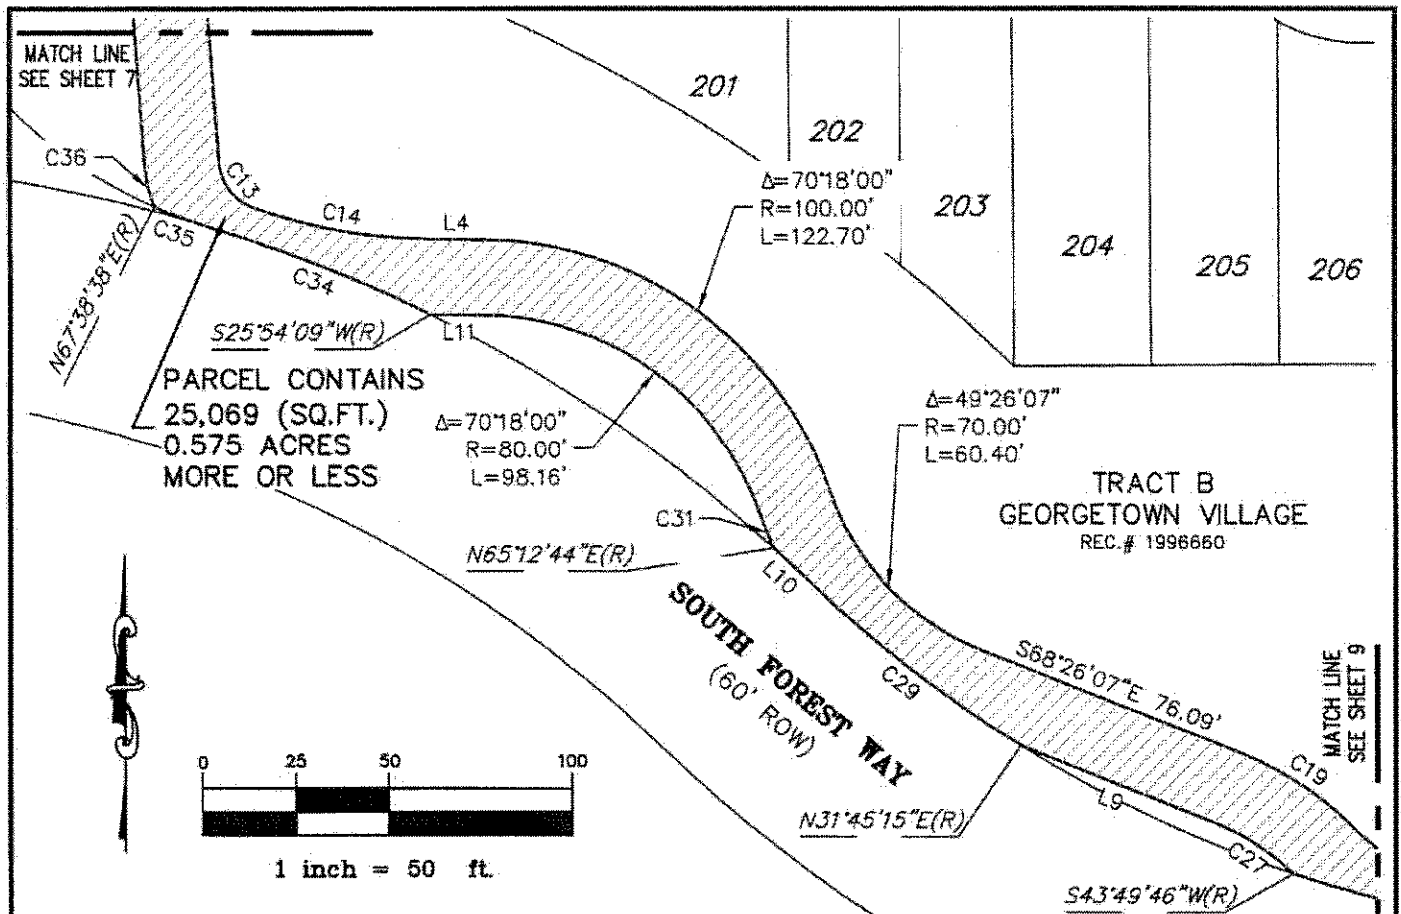 MATCH LINE
SEE SHEET 7
201
202
203
204
205
206
C36
C13
C14
L4
C35
C34
N67°38'38"E(R)
Δ=70°18'00"
R=100.00'
L=122.70'
S25°54'09"W(R)
L11
PARCEL CONTAINS
25,069 (SQ.FT.)
0.575 ACRES
MORE OR LESS
Δ=70°18'00"
R=80.00'
L=98.16'
Δ=49°26'07"
R=70.00'
L=60.40'
TRACT B
GEORGETOWN VILLAGE
REC.# 1996660
C31
N65°12'44"E(R)
L10
SOUTH FOREST WAY
(60' ROW)
C29
S68°26'07"E 76.09'
MATCH LINE
SEE SHEET 9
C19
L9
N31°45'15"E(R)
C27
S43°49'46"W(R)
0 25 50 100
1 inch = 50 ft.